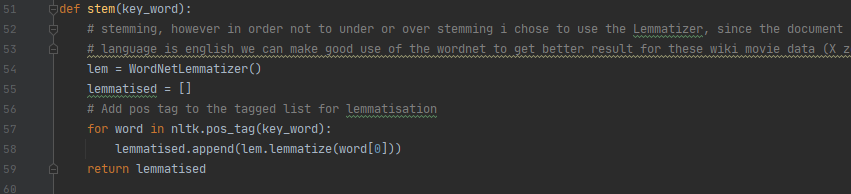 51 def stem(key_word):
52 # stemming, however in order not to under or over stemming i chose to use the Lemmatizer, since the document
53 # language is english we can make good use of the wordnet to get better result for these wiki movie data (X z
54 lem = WordNetLemmatizer()
55 lemmatised = []
56 # Add pos tag to the tagged list for lemmatisation
57 for word in nltk.pos_tag(key_word):
58 lemmatised.append(lem.lemmatize(word[0]))
59 return lemmatised
60